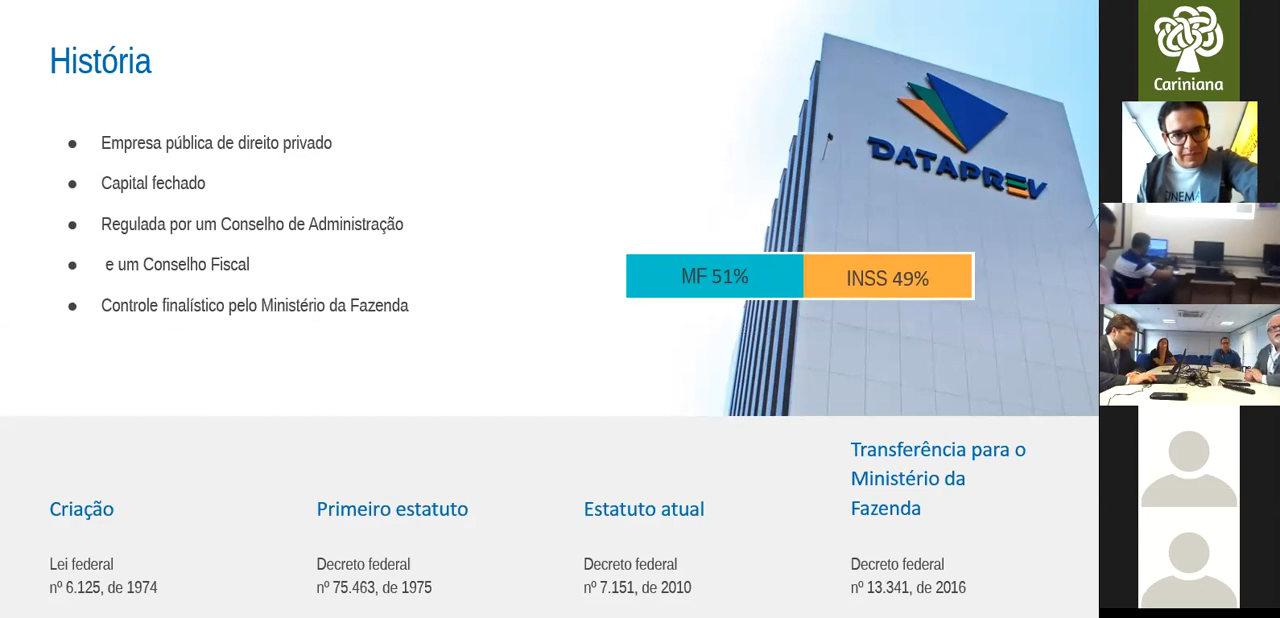 História
● Empresa pública de direito privado
● Capital fechado
● Regulada por um Conselho de Administração
● e um Conselho Fiscal
● Controle finalístico pelo Ministério da Fazenda
DATAPREV
MF 51%
INSS 49%
Criação
Lei federal
nº 6.125, de 1974
Primeiro estatuto
Decreto federal
nº 75.463, de 1975
Estatuto atual
Decreto federal
nº 7.151, de 2010
Transferência para o
Ministério da
Fazenda
Decreto federal
nº 13.341, de 2016
Cariniana